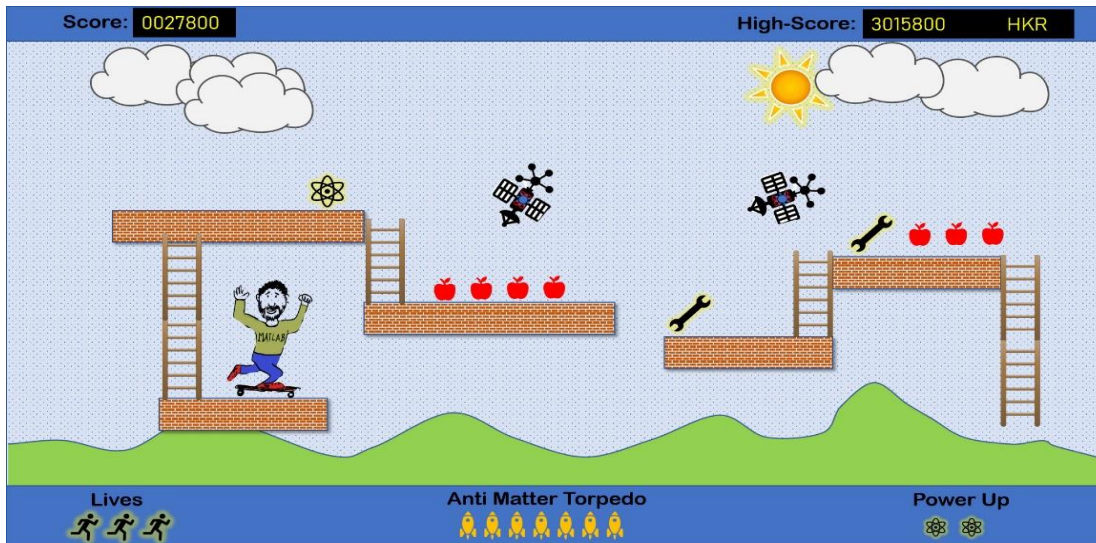 Score: 0027800
High-Score: 3015800 HKR
MATLAB
Lives
Anti Matter Torpedo
Power Up